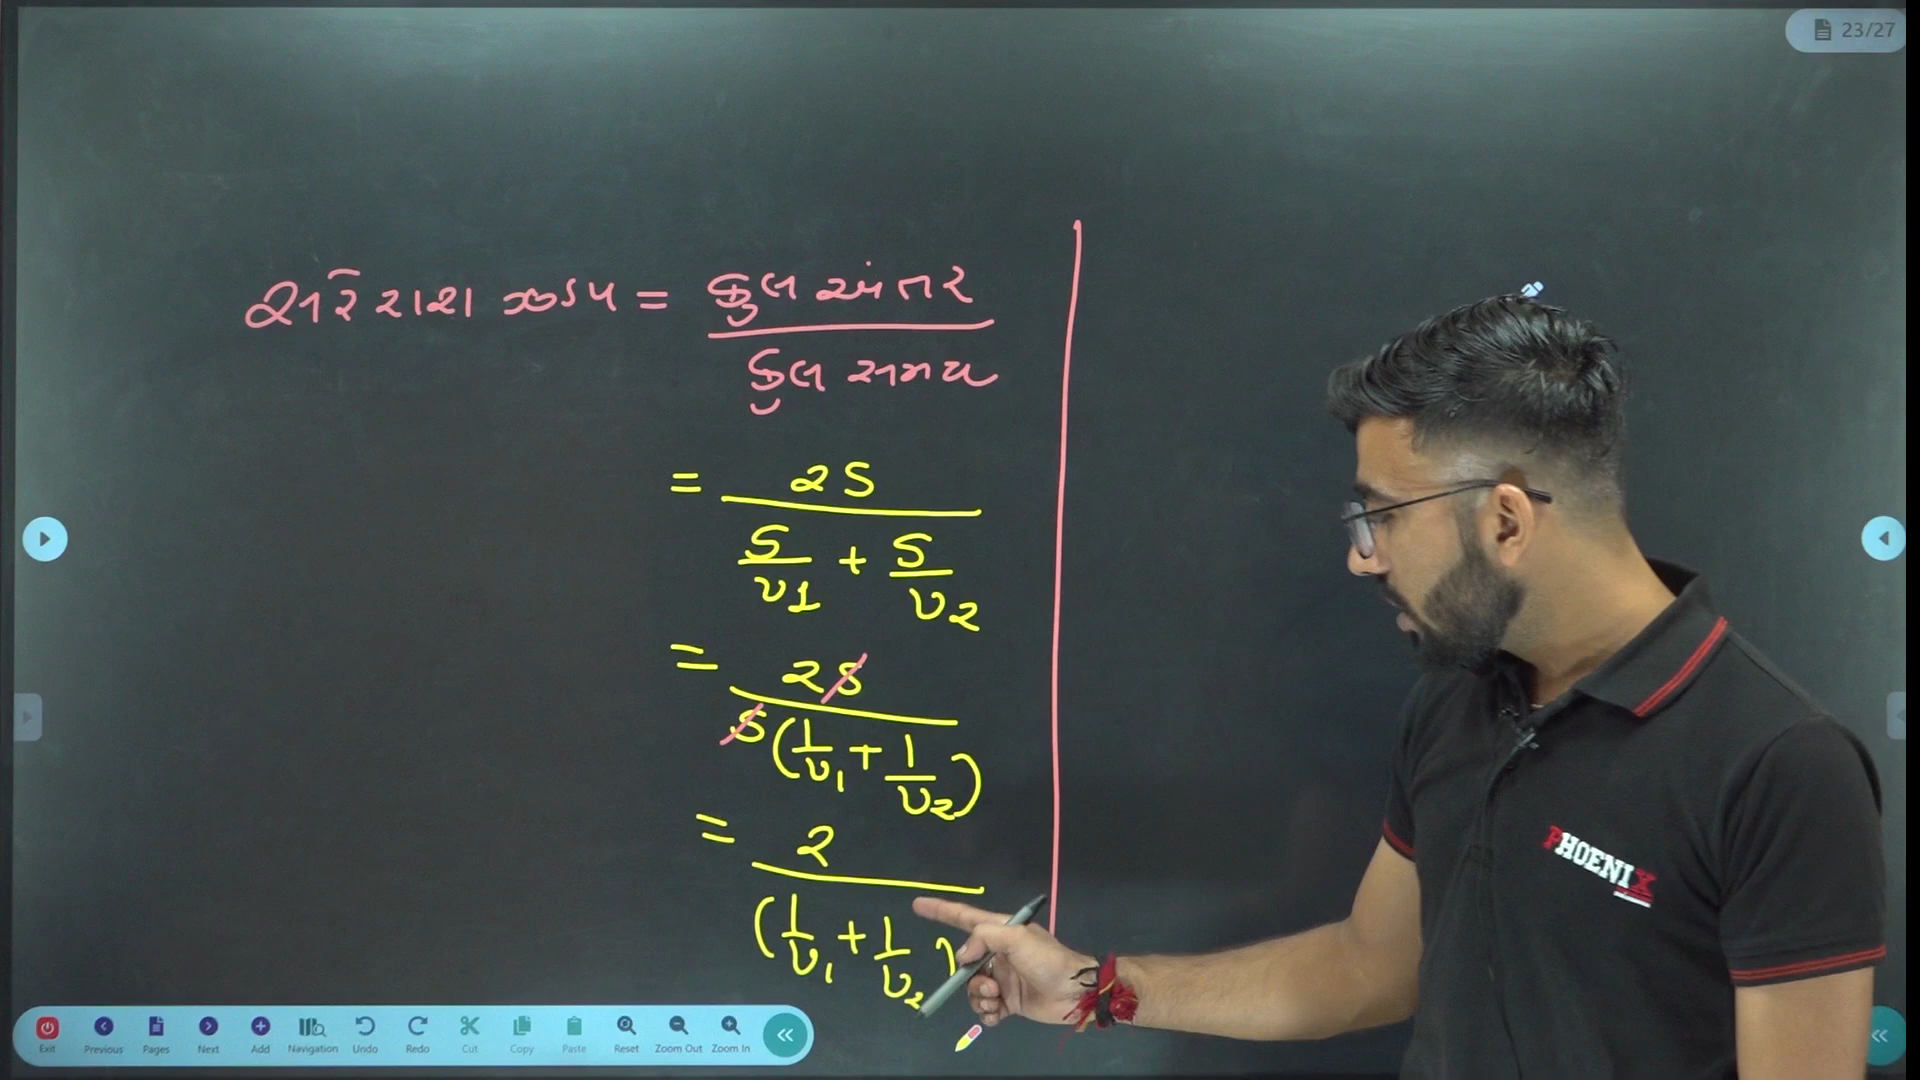 23/27
સરેરાશ ઝડપ = કુલ અંતર / કુલ સમય
= 2S / (S/v1 + S/v2)
= 2S / S(1/v1 + 1/v2)
= 2 / (1/v1 + 1/v2)
PHOENIX
Exit Previous Pages Next Add Navigation Undo Redo Cut Copy Paste Reset Zoom Out Zoom In